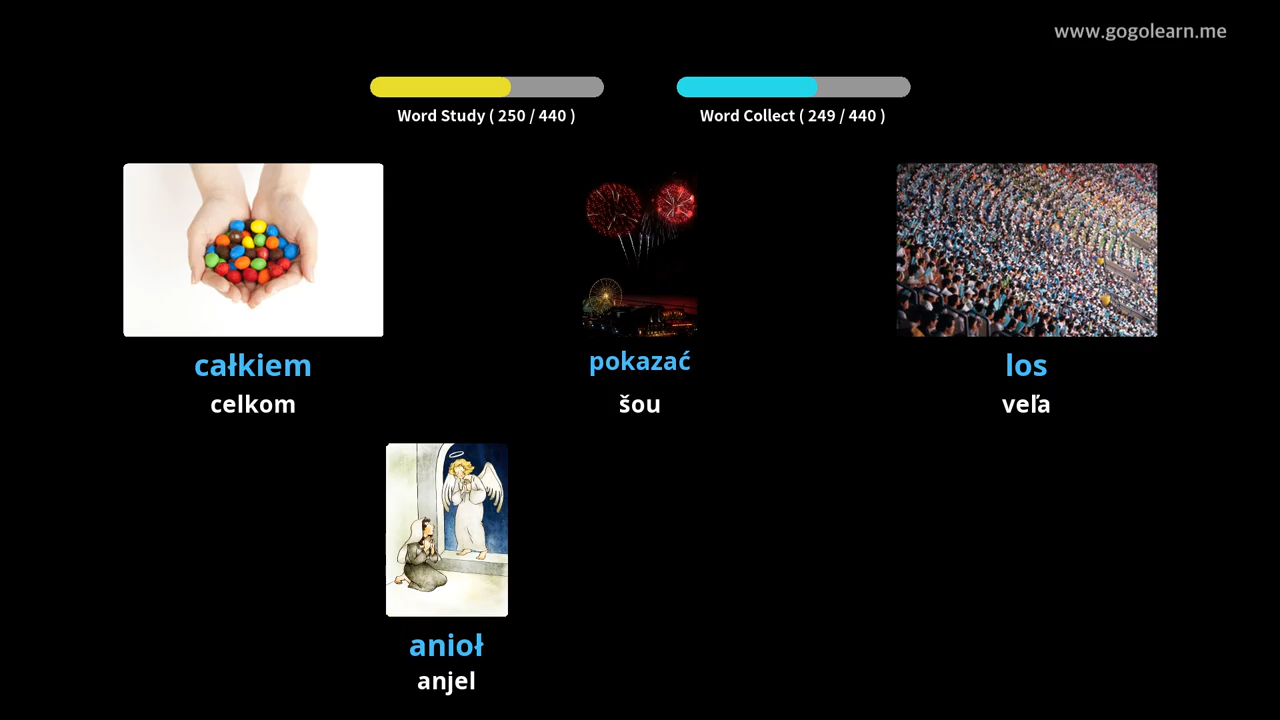 www.gogolearn.me
Word Study ( 250 / 440 )
Word Collect ( 249 / 440 )
całkiem
celkom
pokazać
šou
los
veľa
anioł
anjel